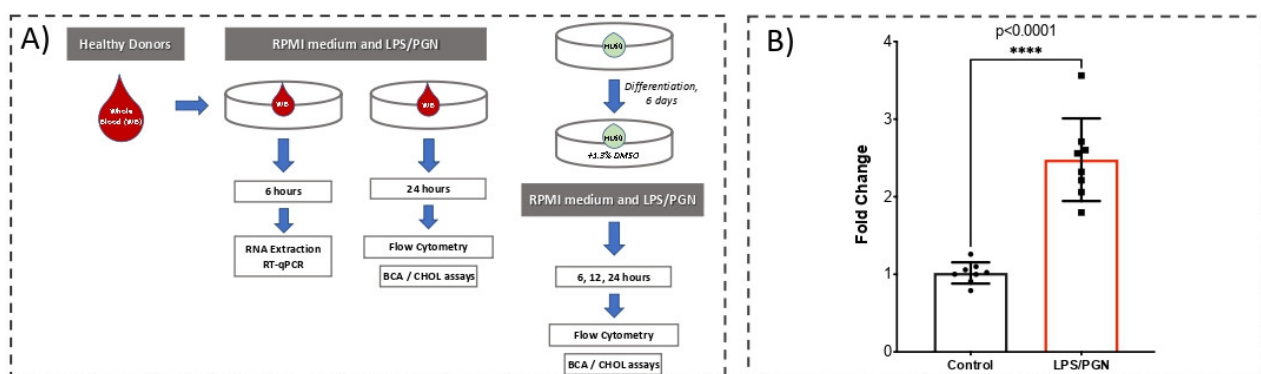 A)
Healthy Donors
RPMI medium and LPS/PGN
Whole
Blood (WB)
WB
WB
6 hours
24 hours
RNA Extraction
RT-qPCR
Flow Cytometry
BCA / CHOL assays
HL60
Differentiation,
6 days
HL60
+1.3% DMSO
RPMI medium and LPS/PGN
6, 12, 24 hours
Flow Cytometry
BCA / CHOL assays
B)
p<0.0001
****
4
3
2
1
0
Fold Change
Control
LPS/PGN